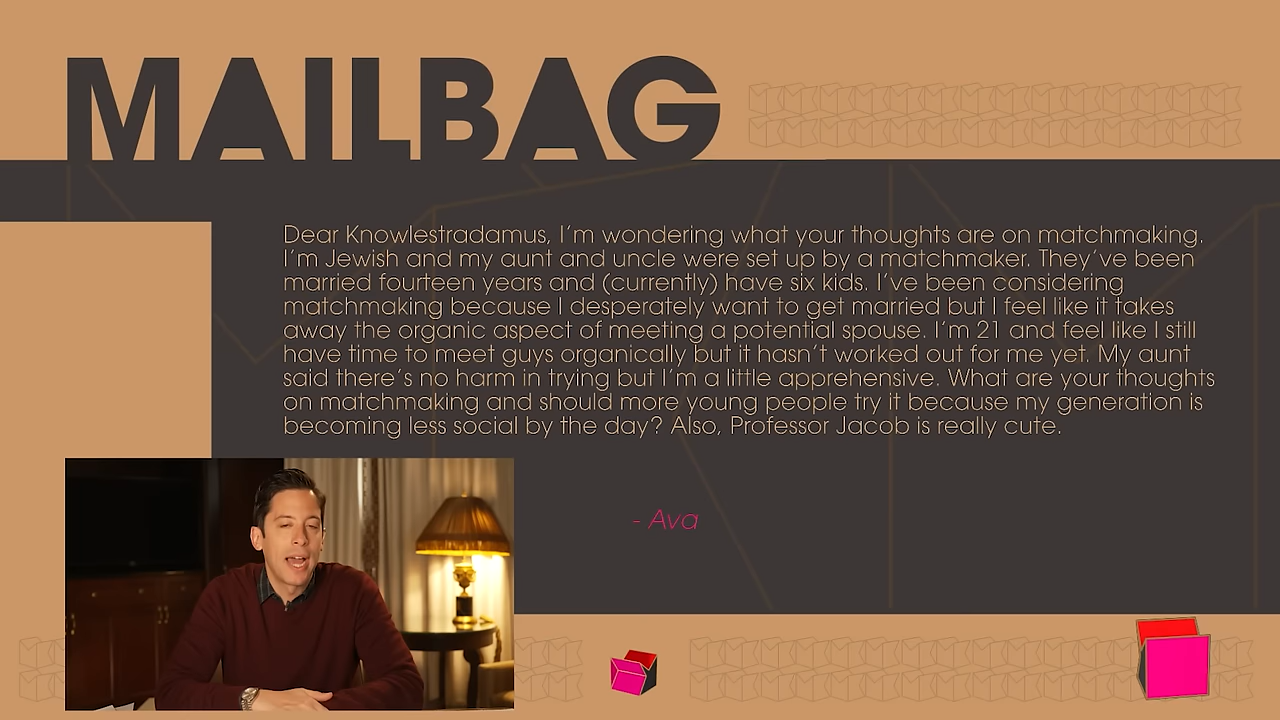 MAILBAG
Dear Knowlestradamus, I'm wondering what your thoughts are on matchmaking.
I'm Jewish and my aunt and uncle were set up by a matchmaker. They've been
married fourteen years and (currently) have six kids. I've been considering
matchmaking because I desperately want to get married but I feel like it takes
away the organic aspect of meeting a potential spouse. I'm 21 and feel like I still
have time to meet guys organically but it hasn't worked out for me yet. My aunt
said there's no harm in trying but I'm a little apprehensive. What are your thoughts
on matchmaking and should more young people try it because my generation is
becoming less social by the day? Also, Professor Jacob is really cute.
- Ava